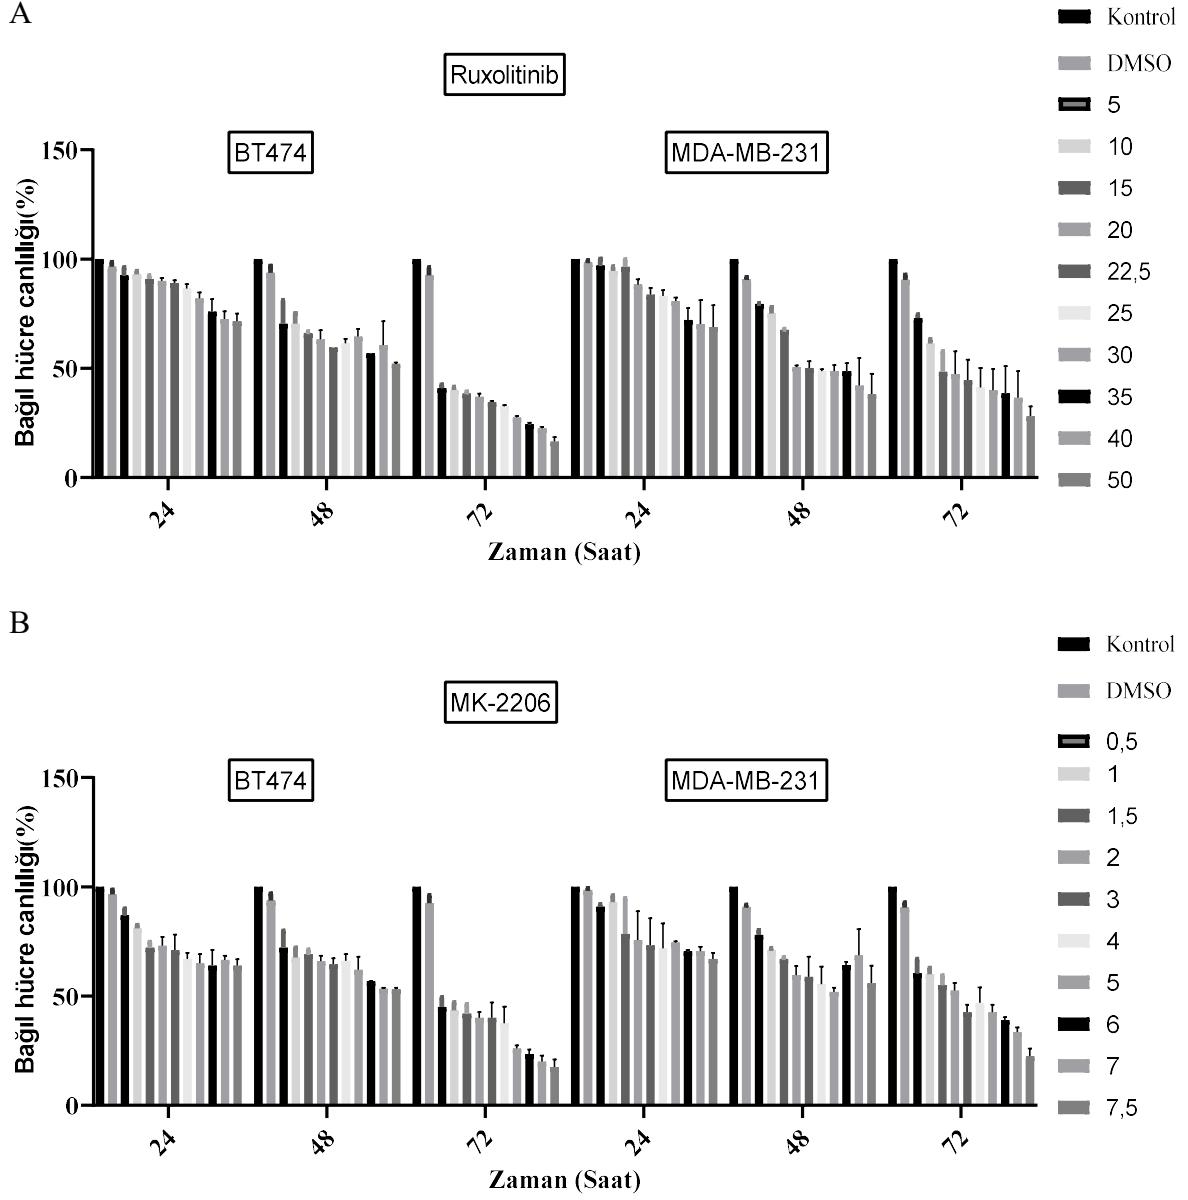 A
Ruxolitinib
BT474
MDA-MB-231
Bağıl hücre canlılığı(%)
150
100
50
0
24
48
72
24
48
72
Zaman (Saat)
Kontrol
DMSO
5
10
15
20
22,5
25
30
35
40
50
B
MK-2206
BT474
MDA-MB-231
Bağıl hücre canlılığı(%)
150
100
50
0
24
48
72
24
48
72
Zaman (Saat)
Kontrol
DMSO
0,5
1
1,5
2
3
4
5
6
7
7,5